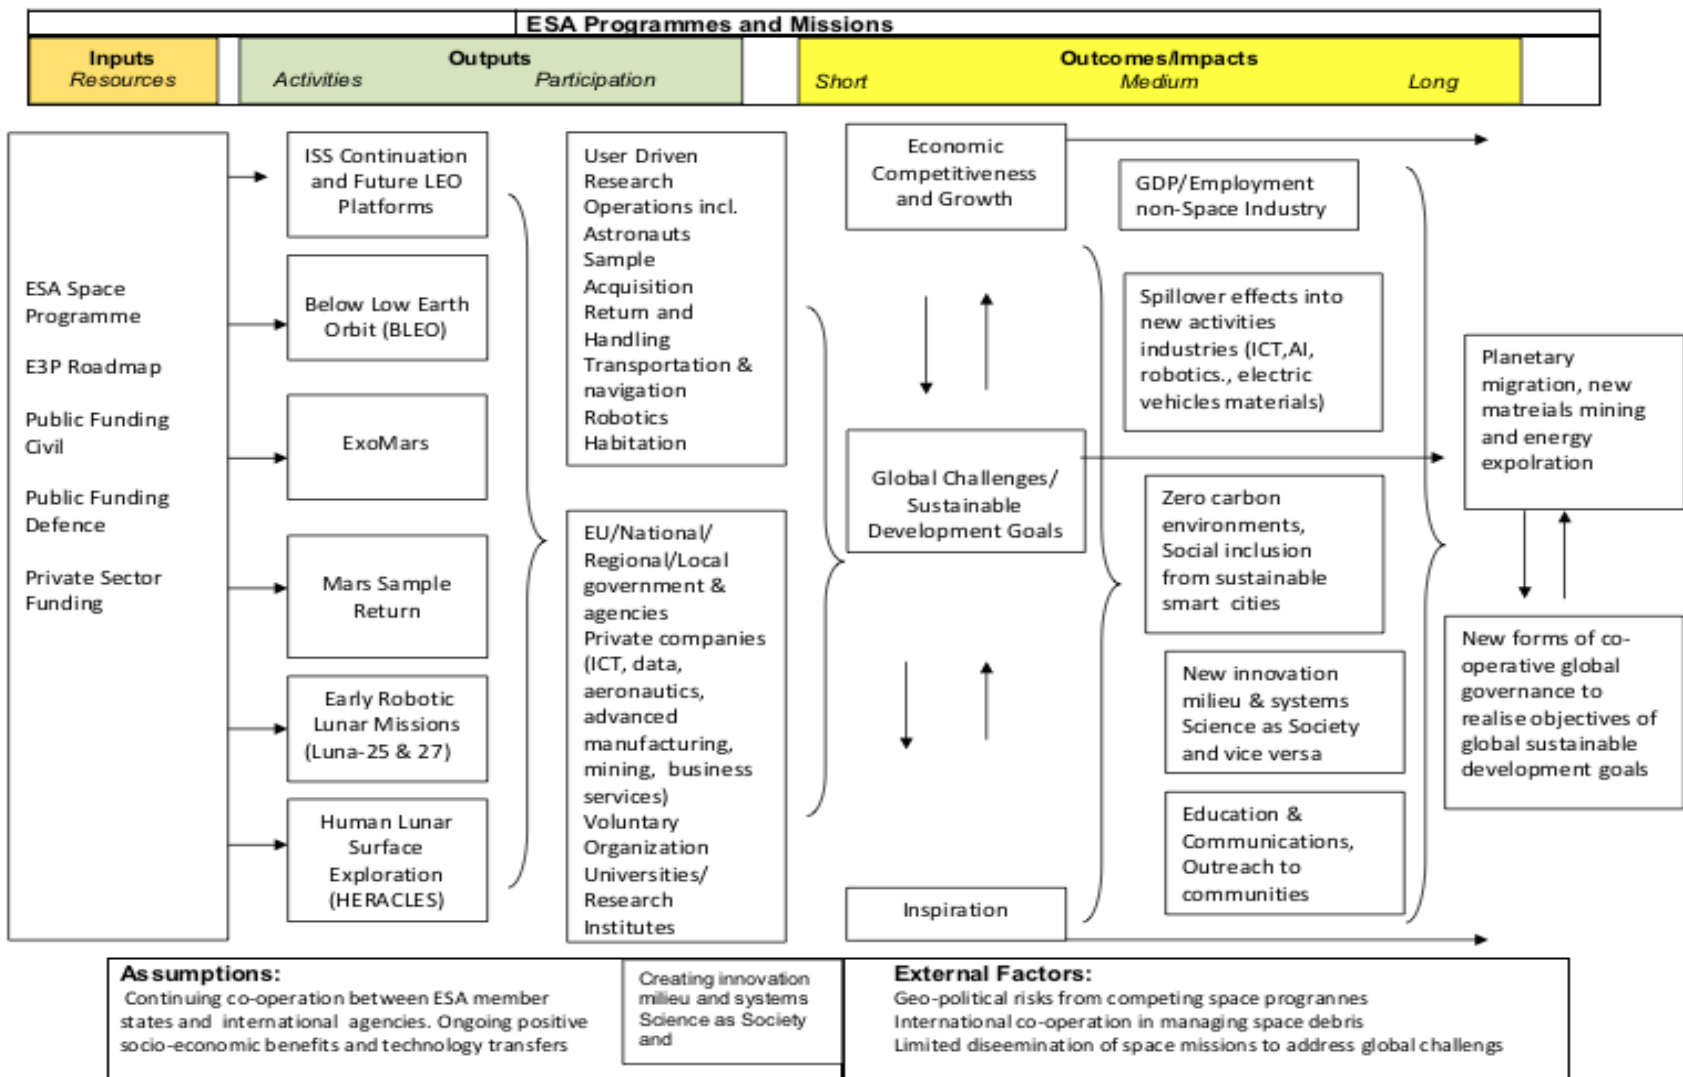 ESA Programmes and Missions
Inputs
Resources
Outputs
Activities
Participation
Outcomes/Impacts
Short
Medium
Long
ESA Space
Programme
E3P Roadmap
Public Funding
Civil
Public Funding
Defence
Private Sector
Funding
ISS Continuation
and Future LEO
Platforms
Below Low Earth
Orbit (BLEO)
ExoMars
Mars Sample
Return
Early Robotic
Lunar Missions
(Luna-25 & 27)
Human Lunar
Surface
Exploration
(HERACLES)
User Driven
Research
Operations incl.
Astronauts
Sample
Acquisition
Return and
Handling
Transportation &
navigation
Robotics
Habitation
EU/National/
Regional/Local
government &
agencies
Private companies
(ICT, data,
aeronautics,
advanced
manufacturing,
mining, business
services)
Voluntary
Organization
Universities/
Research
Institutes
Economic
Competitiveness
and Growth
Global Challenges/
Sustainable
Development Goals
Inspiration
GDP/Employment
non-Space Industry
Spillover effects into
new activities
industries (ICT,AI,
robotics., electric
vehicles materials)
Zero carbon
environments,
Social inclusion
from sustainable
smart cities
New innovation
milieu & systems
Science as Society
and vice versa
Education &
Communications,
Outreach to
communities
Planetary
migration, new
matreials mining
and energy
expolration
New forms of co-
operative global
governance to
realise objectives of
global sustainable
development goals
Assumptions:
Continuing co-operation between ESA member
states and international agencies. Ongoing positive
socio-economic benefits and technology transfers
Creating innovation
milieu and systems
Science as Society
and
External Factors:
Geo-political risks from competing space progrannes
International co-operation in managing space debris
Limited diseemination of space missions to address global challengs